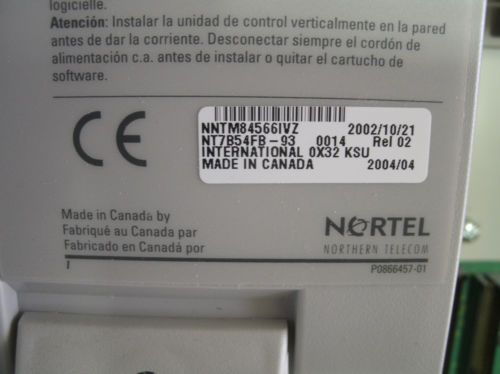 logicielle.
Atención: Instalar la unidad de control verticalmente en la pared
antes de dar la corriente. Desconectar siempre el cordón de
alimentación c.a. antes de instalar o quitar el cartucho de
software.
CE
NNTM84566IVZ 2002/10/21
NT7B54FB-93 0014 Rel 02
INTERNATIONAL 0X32 KSU
MADE IN CANADA 2004/04
Made in Canada by
Fabriqué au Canada par
Fabricado en Canadá por
NORTEL
NORTHERN TELECOM
P0866457-01